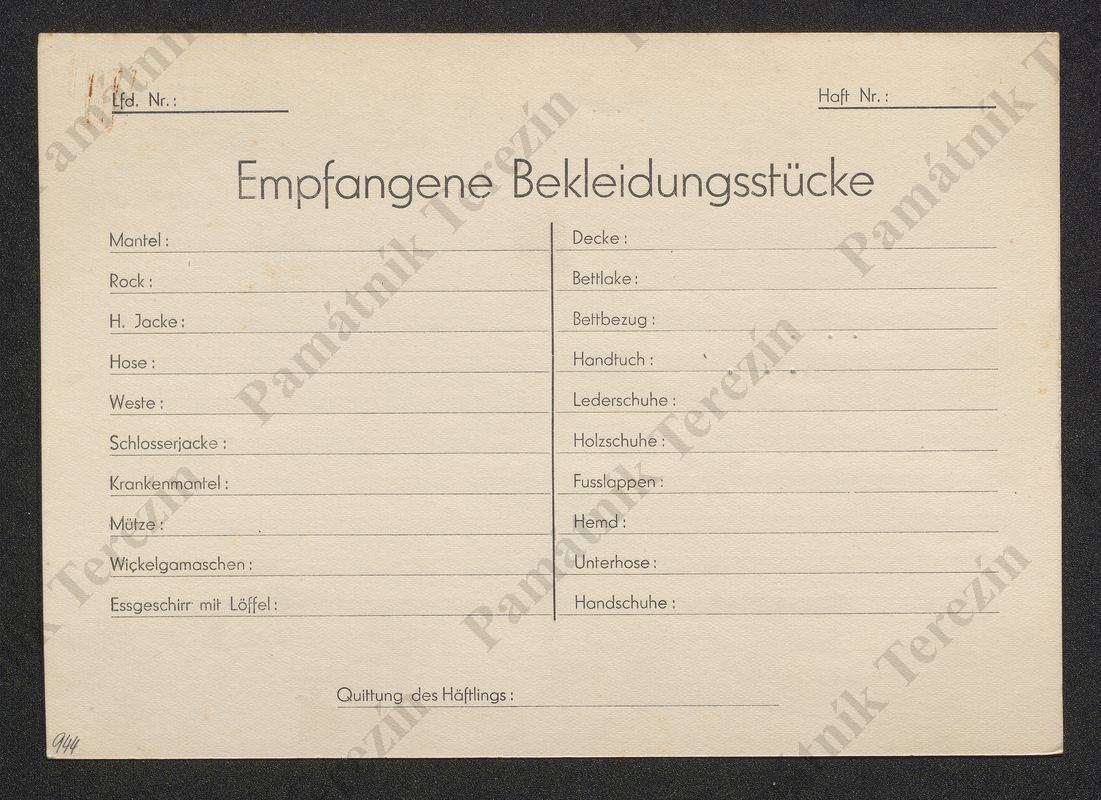 Lfd. Nr.:
Haft Nr.:
Empfangene Bekleidungsstücke
Mantel:
Rock:
H. Jacke:
Hose:
Weste:
Schlosserjacke:
Krankenmantel:
Mütze:
Wickelgamaschen:
Essgeschirr mit Löffel:
Decke:
Bettlake:
Bettbezug:
Handtuch:
Lederschuhe:
Holzschuhe:
Fusslappen:
Hemd:
Unterhose:
Handschuhe:
Quittung des Häftlings:
944
Památník Terezín